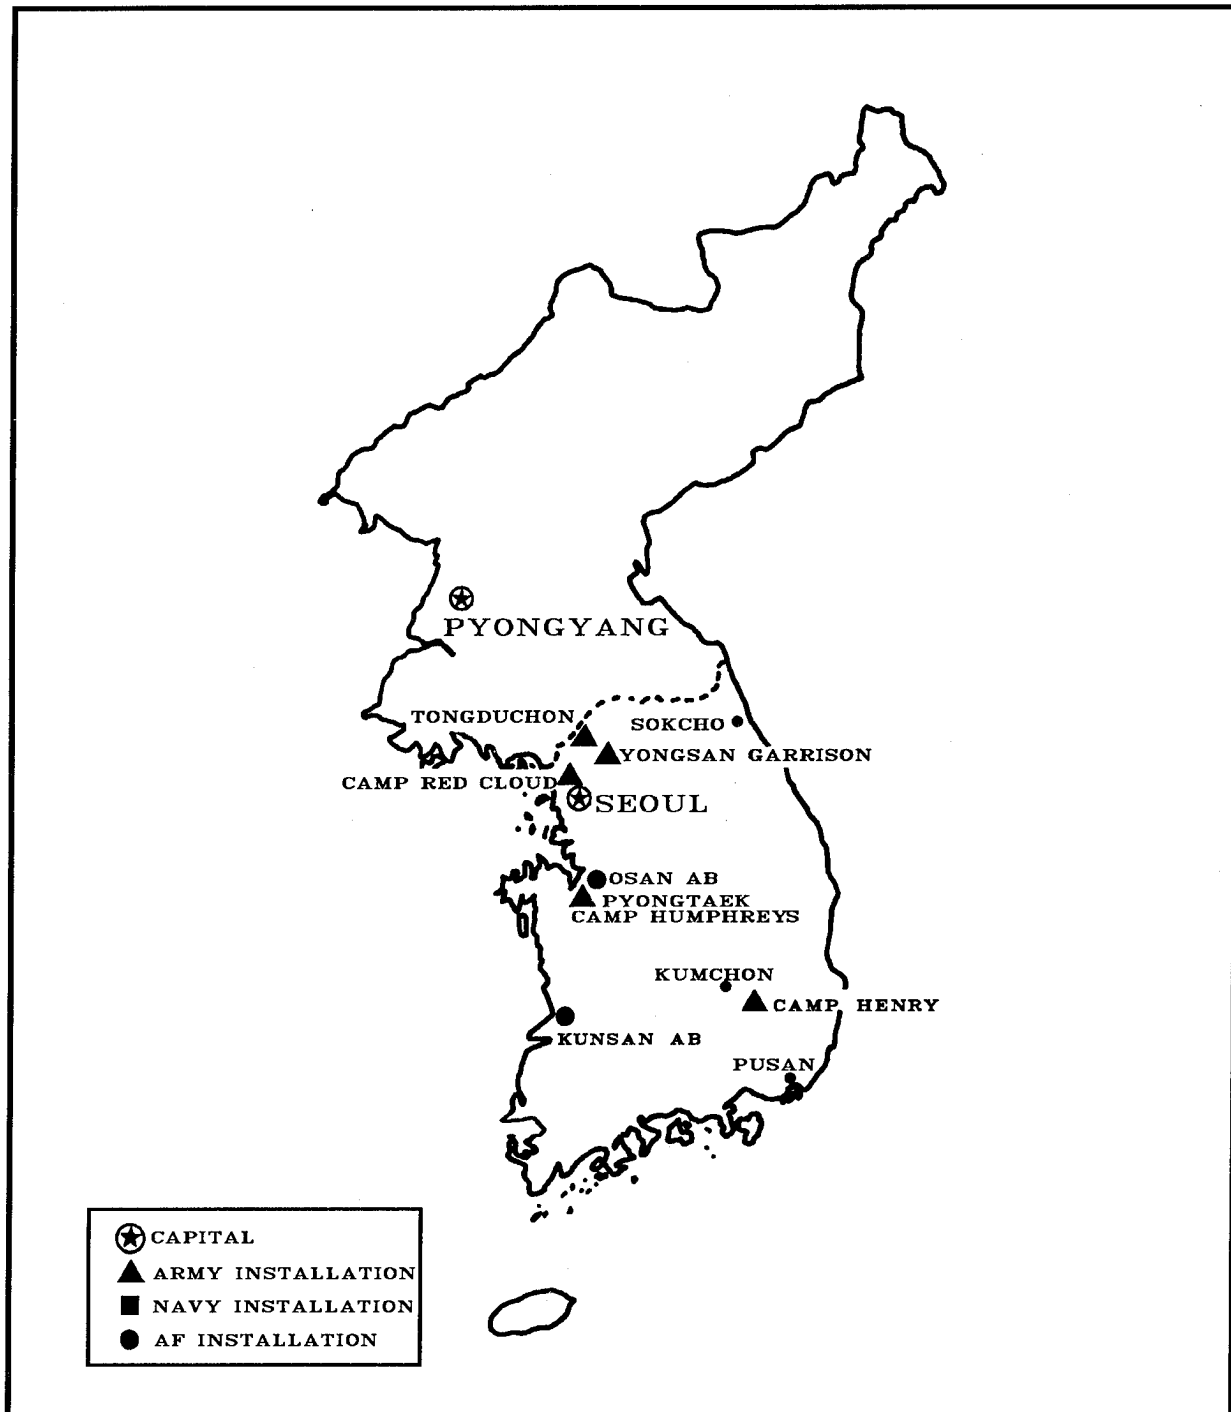 PYONGYANG
TONGDUCHON
SOKCHO
YONGSAN GARRISON
CAMP RED CLOUD
SEOUL
OSAN AB
PYONGTAEK
CAMP HUMPHREYS
KUMCHON
CAMP HENRY
KUNSAN AB
PUSAN
CAPITAL
ARMY INSTALLATION
NAVY INSTALLATION
AF INSTALLATION